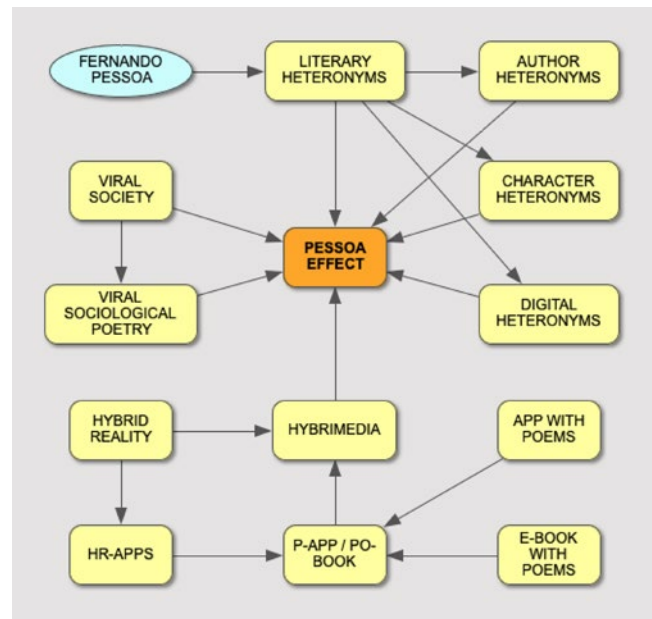 FERNANDO
PESSOA
LITERARY
HETERONYMS
AUTHOR
HETERONYMS
VIRAL
SOCIETY
CHARACTER
HETERONYMS
PESSOA
EFFECT
VIRAL
SOCIOLOGICAL
POETRY
DIGITAL
HETERONYMS
HYBRID
REALITY
HYBRIMEDIA
APP WITH
POEMS
HR-APPS
P-APP / PO-
BOOK
E-BOOK
WITH
POEMS